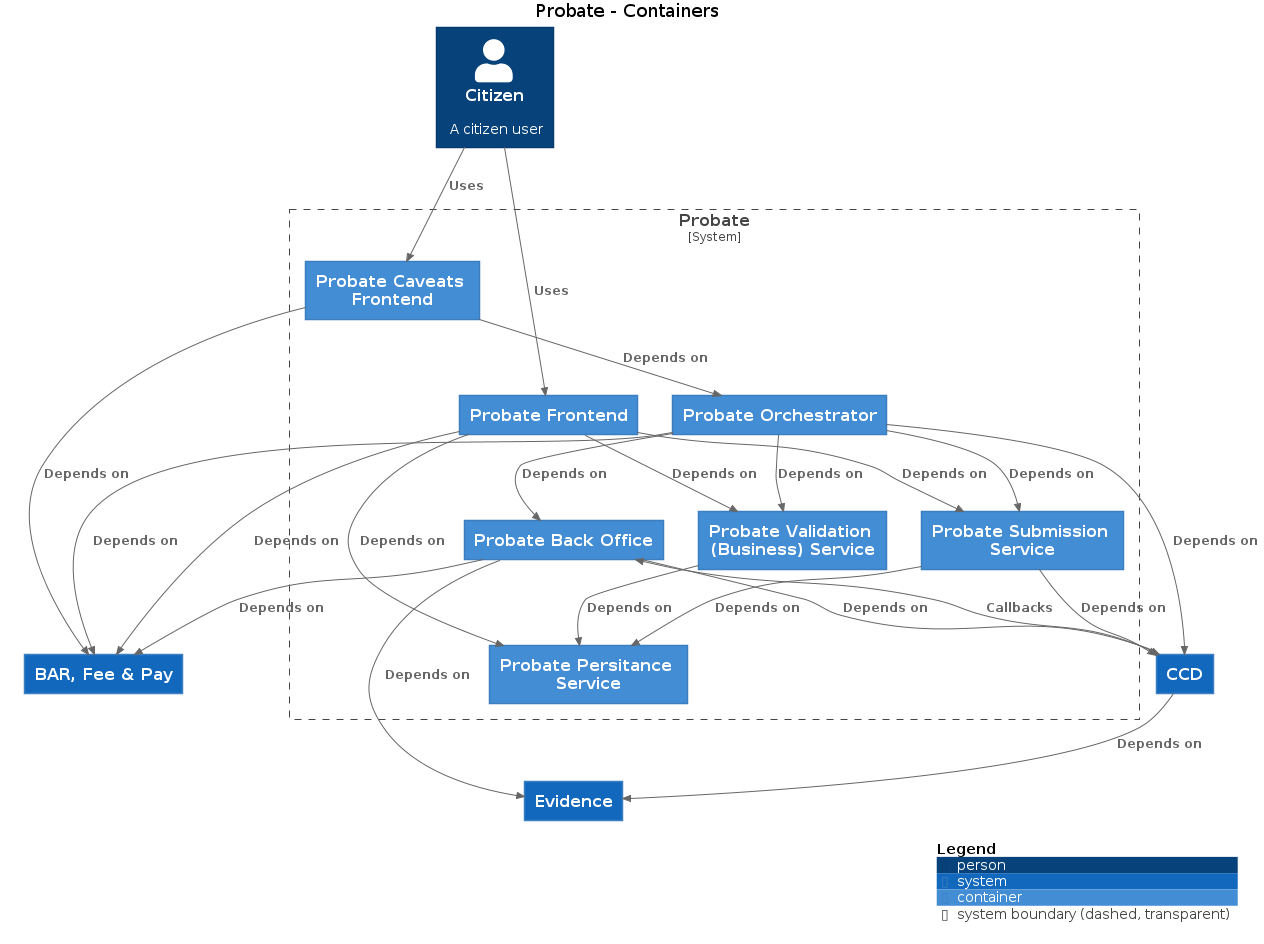 Probate - Containers
Citizen
A citizen user
Uses
Probate
[System]
Probate Caveats
Frontend
Uses
Depends on
Probate Frontend
Probate Orchestrator
Depends on
Depends on
Depends on
Depends on
Depends on
Depends on
Probate Back Office
Probate Validation
(Business) Service
Probate Submission
Service
Depends on
Depends on
Depends on
Depends on
Depends on
Depends on
Depends on
Depends on
Callbacks
Depends on
BAR, Fee & Pay
Probate Persitance
Service
CCD
Depends on
Depends on
Evidence
Legend
person
system
container
system boundary (dashed, transparent)